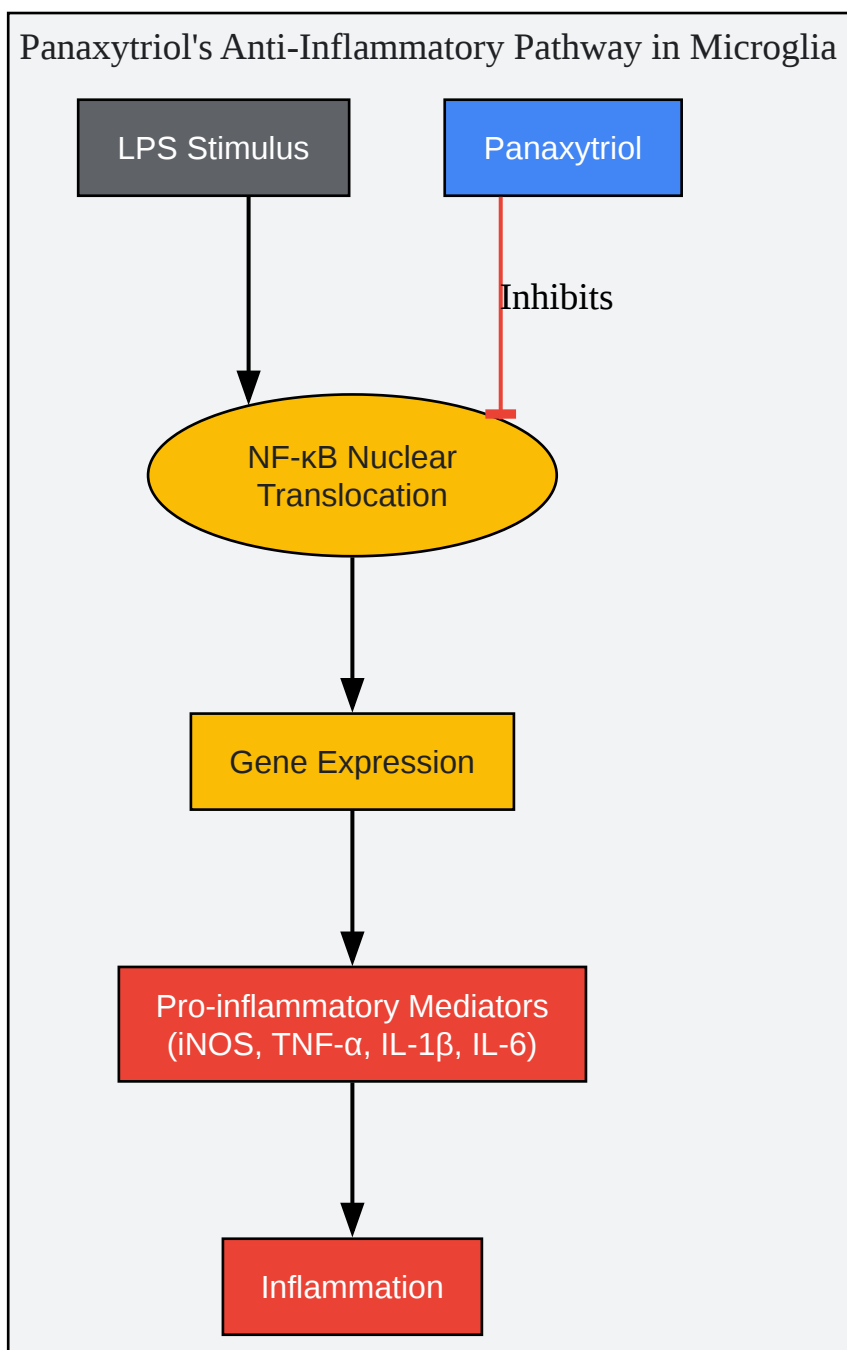 Panaxytriol's Anti-Inflammatory Pathway in Microglia
LPS Stimulus
Panaxytriol
Inhibits
NF-κB Nuclear
Translocation
Gene Expression
Pro-inflammatory Mediators
(iNOS, TNF-α, IL-1β, IL-6)
Inflammation